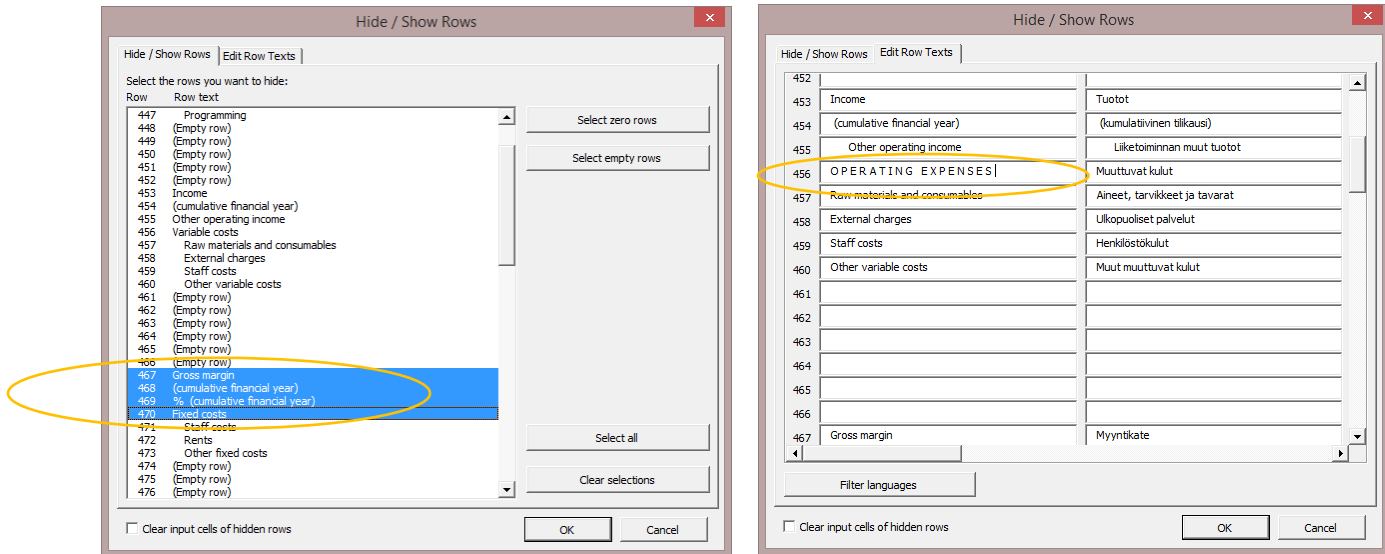 Hide / Show Rows
Hide / Show Rows Edit Row Texts
Select the rows you want to hide:
Row Row text
447 Programming
448 (Empty row)
449 (Empty row)
450 (Empty row)
451 (Empty row)
452 (Empty row)
453 Income
454 (cumulative financial year)
455 Other operating income
456 Variable costs
457 Raw materials and consumables
458 External charges
459 Staff costs
460 Other variable costs
461 (Empty row)
462 (Empty row)
463 (Empty row)
464 (Empty row)
465 (Empty row)
466 (Empty row)
467 Gross margin
468 (cumulative financial year)
469 % (cumulative financial year)
470 Fixed costs
471 Staff costs
472 Rents
473 Other fixed costs
474 (Empty row)
475 (Empty row)
476 (Empty row)
Select zero rows
Select empty rows
Select all
Clear selections
Clear input cells of hidden rows
OK Cancel
Hide / Show Rows
Hide / Show Rows Edit Row Texts
452
453 Income Tuotot
454 (cumulative financial year) (kumulatiivinen tilikausi)
455 Other operating income Liiketoiminnan muut tuotot
456 OPERATING EXPENSES Muuttuvat kulut
457 Raw materials and consumables Aineet, tarvikkeet ja tavarat
458 External charges Ulkopuoliset palvelut
459 Staff costs Henkilöstökulut
460 Other variable costs Muut muuttuvat kulut
461
462
463
464
465
466
467 Gross margin Myyntikate
Filter languages
Clear input cells of hidden rows
OK Cancel